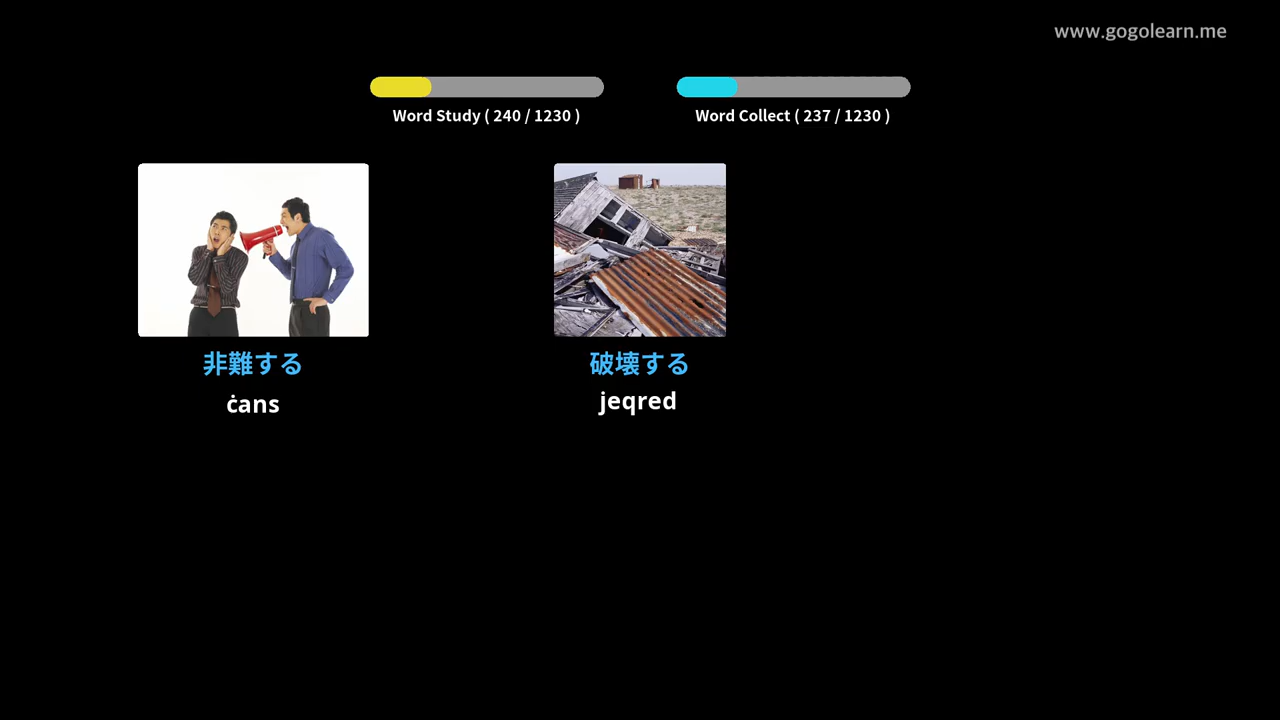 www.gogolearn.me
Word Study ( 240 / 1230 )
Word Collect ( 237 / 1230 )
非難する
ċans
破壊する
jeqred